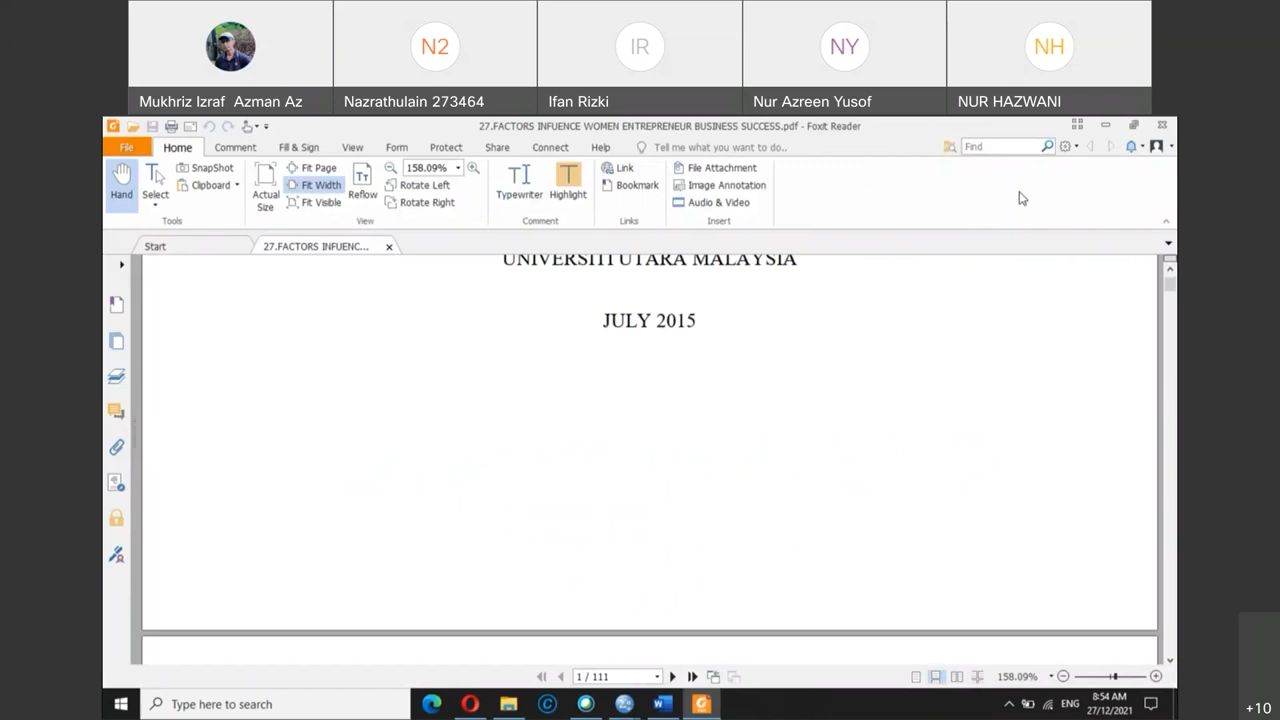 N2
IR
NY
NH
Mukhriz Izraf Azman Az
Nazrathulain 273464
Ifan Rizki
Nur Azreen Yusof
NUR HAZWANI
27.FACTORS INFUENCE WOMEN ENTREPRENEUR BUSINESS SUCCESS.pdf - Foxit Reader
File
Home
Comment
Fill & Sign
View
Form
Protect
Share
Connect
Help
Tell me what you want to do..
Find
Hand
Select
SnapShot
Clipboard
Tools
Actual Size
Fit Page
Fit Width
Fit Visible
Reflow
158.09%
Rotate Left
Rotate Right
View
Typewriter
Highlight
Comment
Link
Bookmark
Links
File Attachment
Image Annotation
Audio & Video
Insert
Start
27.FACTORS INFUENC...
UNIVERSITI UTARA MALAYSIA
JULY 2015
1 / 111
158.09%
Type here to search
ENG
8:54 AM
27/12/2021
+10